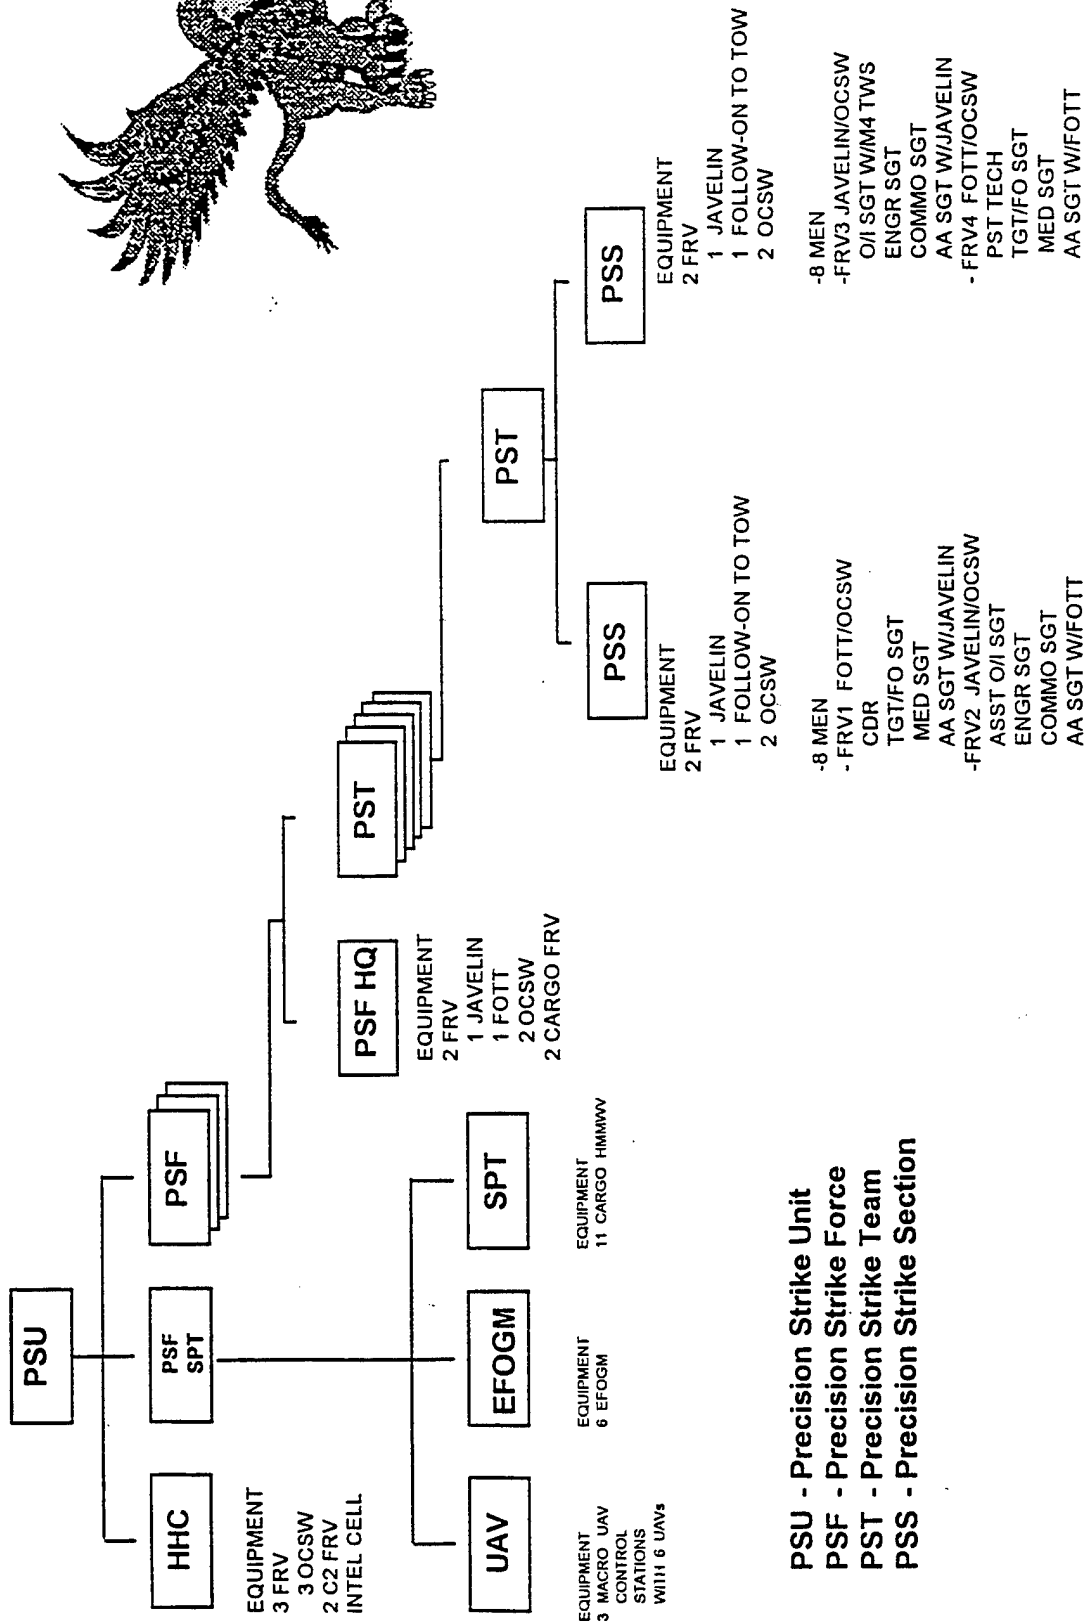 PSU
HHC
EQUIPMENT
3 FRV
3 OCSW
2 C2 FRV
INTEL CELL
PSF
SPT
PSF
UAV
EQUIPMENT
3 MACRO UAV
CONTROL
STATIONS
WITH 6 UAVs
EFOGM
EQUIPMENT
6 EFOGM
SPT
EQUIPMENT
11 CARGO HMMWV
PSF HQ
EQUIPMENT
2 FRV
1 JAVELIN
1 FOTT
2 OCSW
2 CARGO FRV
PST
PST
PSS
EQUIPMENT
2 FRV
1 JAVELIN
1 FOLLOW-ON TO TOW
2 OCSW
-8 MEN
- FRV1 FOTT/OCSW
CDR
TGT/FO SGT
MED SGT
AA SGT W/JAVELIN
-FRV2 JAVELIN/OCSW
ASST O/I SGT
ENGR SGT
COMMO SGT
AA SGT W/FOTT
PSS
EQUIPMENT
2 FRV
1 JAVELIN
1 FOLLOW-ON TO TOW
2 OCSW
-8 MEN
-FRV3 JAVELIN/OCSW
O/I SGT W/M4 TWS
ENGR SGT
COMMO SGT
AA SGT W/JAVELIN
- FRV4 FOTT/OCSW
PST TECH
TGT/FO SGT
MED SGT
AA SGT W/FOTT
PSU - Precision Strike Unit
PSF - Precision Strike Force
PST - Precision Strike Team
PSS - Precision Strike Section